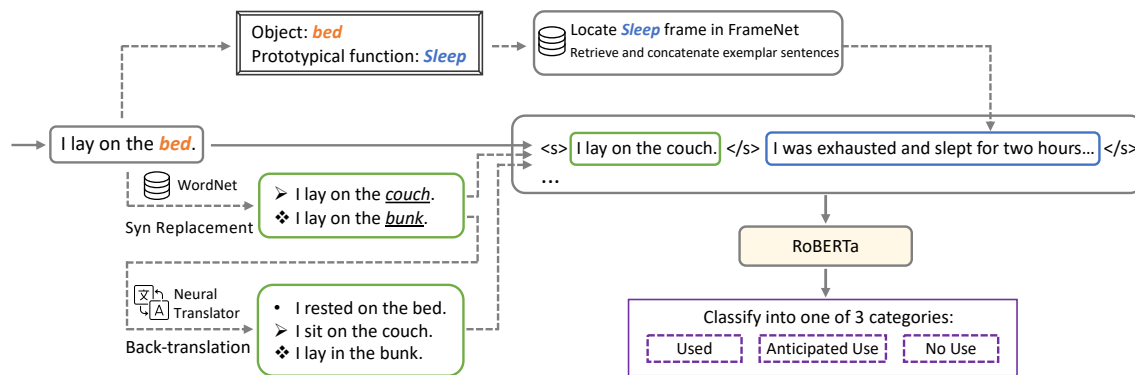 Object: bed
Prototypical function: Sleep
Locate Sleep frame in FrameNet
Retrieve and concatenate exemplar sentences
I lay on the bed.
<s> I lay on the couch. </s> I was exhausted and slept for two hours... </s>
...
WordNet
Syn Replacement
➢ I lay on the couch.
❖ I lay on the bunk.
RoBERTa
文
A
Neural
Translator
Back-translation
• I rested on the bed.
➢ I sit on the couch.
❖ I lay in the bunk.
Classify into one of 3 categories:
Used Anticipated Use No Use